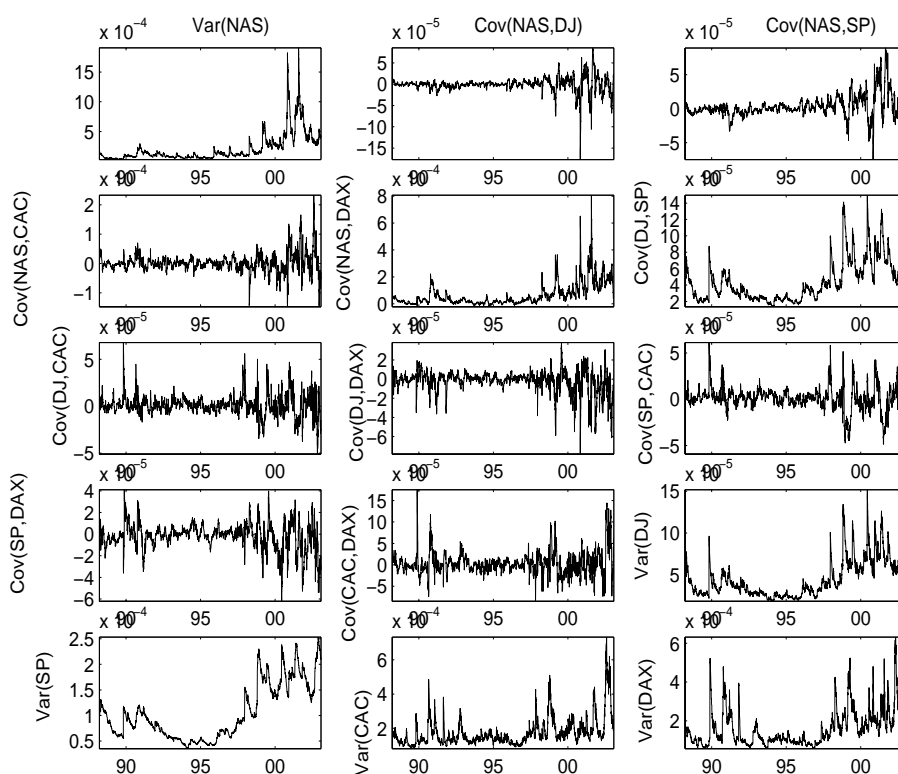 x 10⁻⁴ Var(NAS)
15
10
5
90 95 00
x 10⁻⁵ Cov(NAS,DJ)
5
0
−5
−10
−15
90 95 00
x 10⁻⁵ Cov(NAS,SP)
5
0
−5
90 95 00
x 10⁻⁴
Cov(NAS,CAC)
2
1
0
−1
90 95 00
x 10⁻⁴
Cov(NAS,DAX)
8
6
4
2
0
90 95 00
x 10⁻⁵
Cov(DJ,SP)
14
12
10
8
6
4
2
90 95 00
x 10⁻⁵
Cov(DJ,CAC)
5
0
−5
90 95 00
x 10⁻⁵
Cov(DJ,DAX)
2
0
−2
−4
−6
90 95 00
x 10⁻⁵
Cov(SP,CAC)
5
0
−5
90 95 00
x 10⁻⁵
Cov(SP,DAX)
4
2
0
−2
−4
−6
90 95 00
x 10⁻⁵
Cov(CAC,DAX)
15
10
5
0
−5
90 95 00
x 10⁻⁵
Var(DJ)
15
10
5
90 95 00
x 10⁻⁴
Var(SP)
2.5
2
1.5
1
0.5
90 95 00
x 10⁻⁴
Var(CAC)
6
4
2
90 95 00
x 10⁻⁴
Var(DAX)
6
4
2
90 95 00